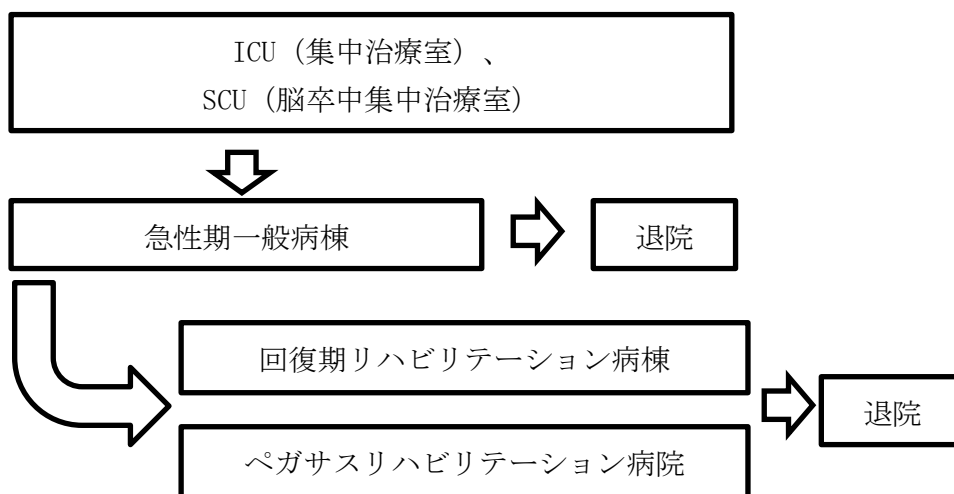 ICU（集中治療室）、
SCU（脳卒中集中治療室）
急性期一般病棟
退院
回復期リハビリテーション病棟
退院
ペガサスリハビリテーション病院